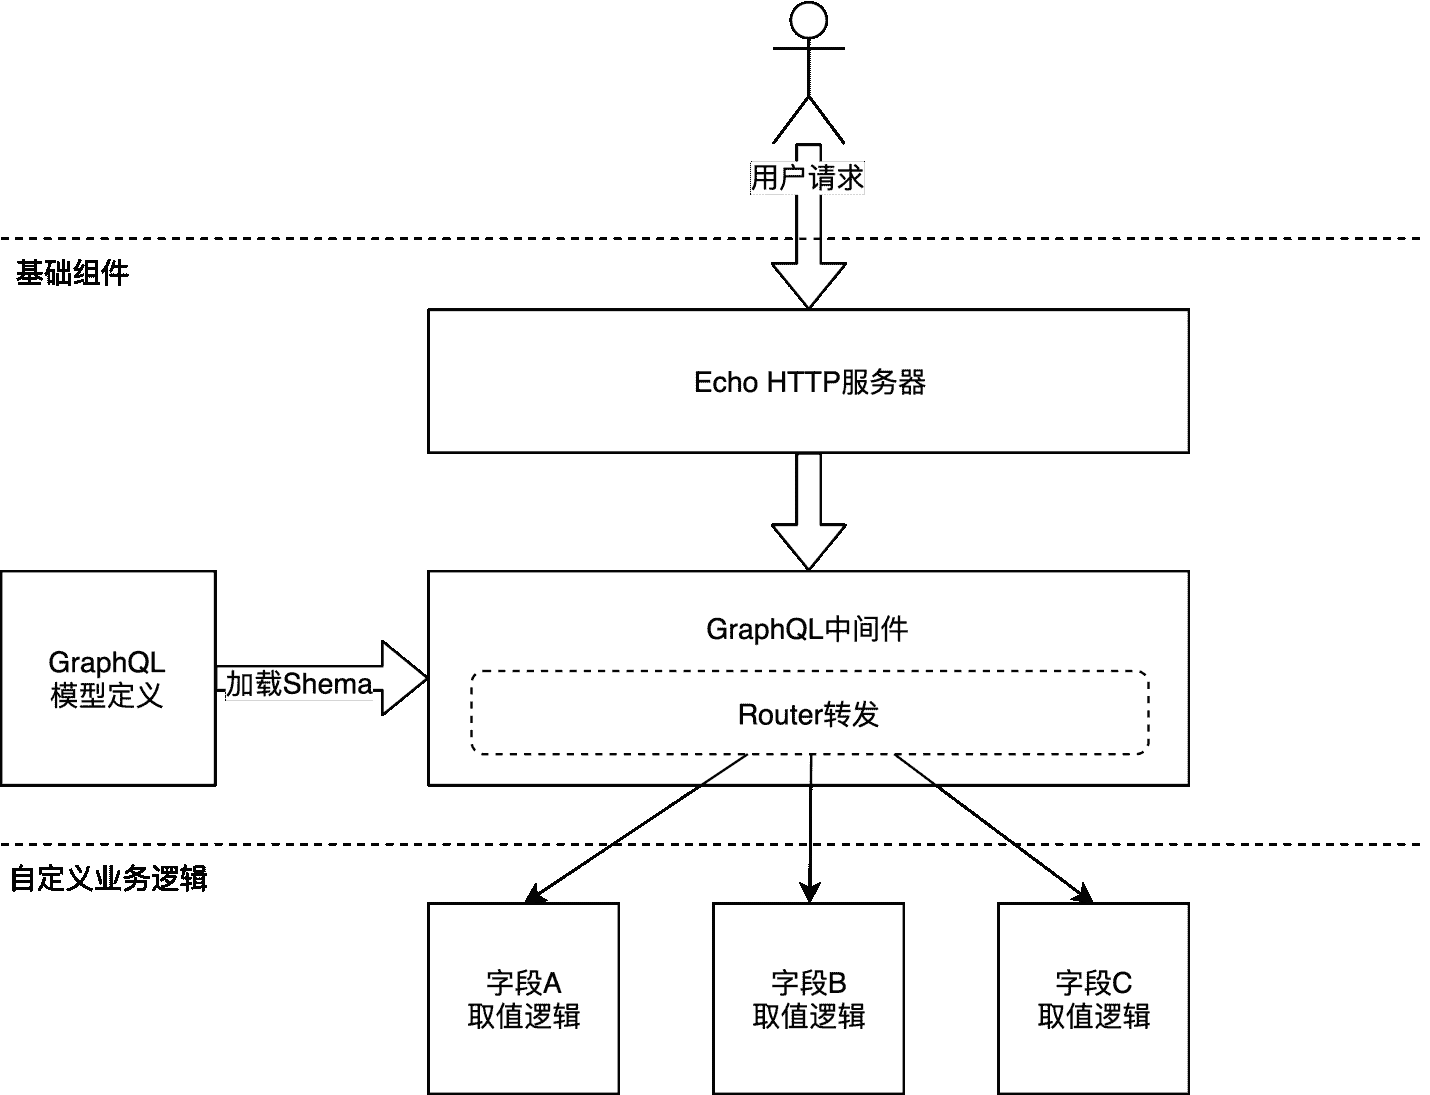 用户请求
基础组件
Echo HTTP服务器
GraphQL中间件
GraphQL
模型定义
加载Shema
Router转发
自定义业务逻辑
字段A
取值逻辑
字段B
取值逻辑
字段C
取值逻辑